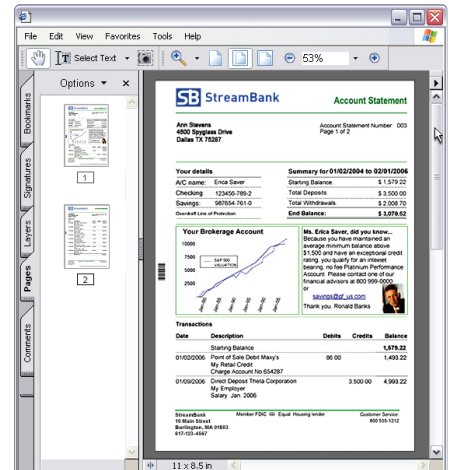 File Edit View Favorites Tools Help
Select Text 53%
Options
Bookmarks
Signatures
Layers
Pages
Comments
1
2
SB StreamBank
Account Statement
Ann Stevens
4500 Spyglass Drive
Dallas TX 75287
Account Statement Number 003
Page 1 of 2
Your details
A/C name: Erica Saver
Checking 123456-789-2
Savings: 987654-761-0
Overdraft Line of Protection
Summary for 01/02/2004 to 02/01/2006
Starting Balance $ 1,579.22
Total Deposits $ 3,500.00
Total Withdrawals $ 2,008.70
End Balance: $ 3,079.52
Your Brokerage Account
10000
7500
5000
2500
S&P 500
VALUATION
Ms. Erica Saver, did you know...
Because you have maintained an
average minimum balance above
$1,500 and have an exceptional credit
rating, you qualify for an interest
bearing, no fee Platinum Performance
Account. Please contact one of our
financial advisors at 800 999-0000
or
savings@gf_us.com
Thank you. Ronald Banks
Transactions
Date Description Debits Credits Balance
Starting Balance 1,579.22
01/02/2006 Point of Sale Debit Maxy's 86.00 1,493.22
My Retail Credit
Charge Account No.654287
01/09/2006 Direct Deposit Theta Corporation 3,500.00 4,993.22
My Employer
Salary Jan 2006
StreamBank
10 Main Street
Burlington, MA 01803
617-123-4567
Member FDIC Equal Housing lender
Customer Service:
800 555-1212
11 x 8.5 in